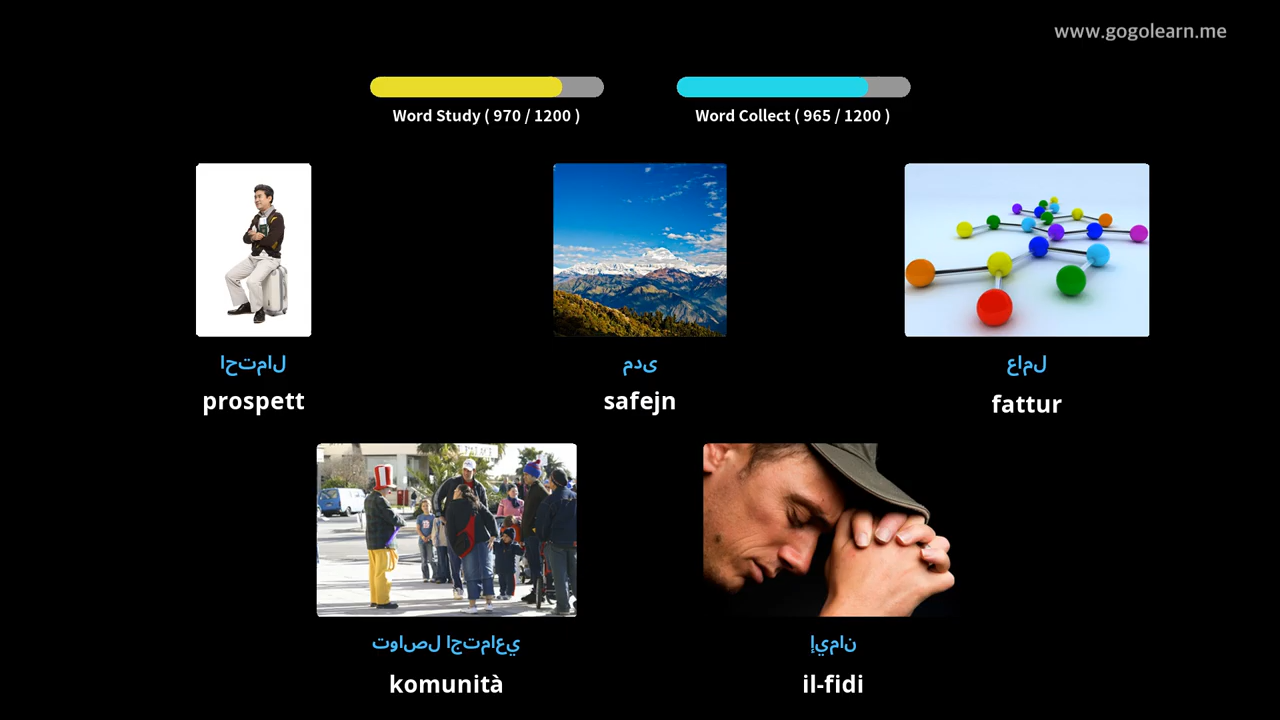 www.gogolearn.me
Word Study ( 970 / 1200 )
Word Collect ( 965 / 1200 )
احتمال
مدى
عامل
prospett
safejn
fattur
تواصل اجتماعي
إيمان
komunità
il-fidi